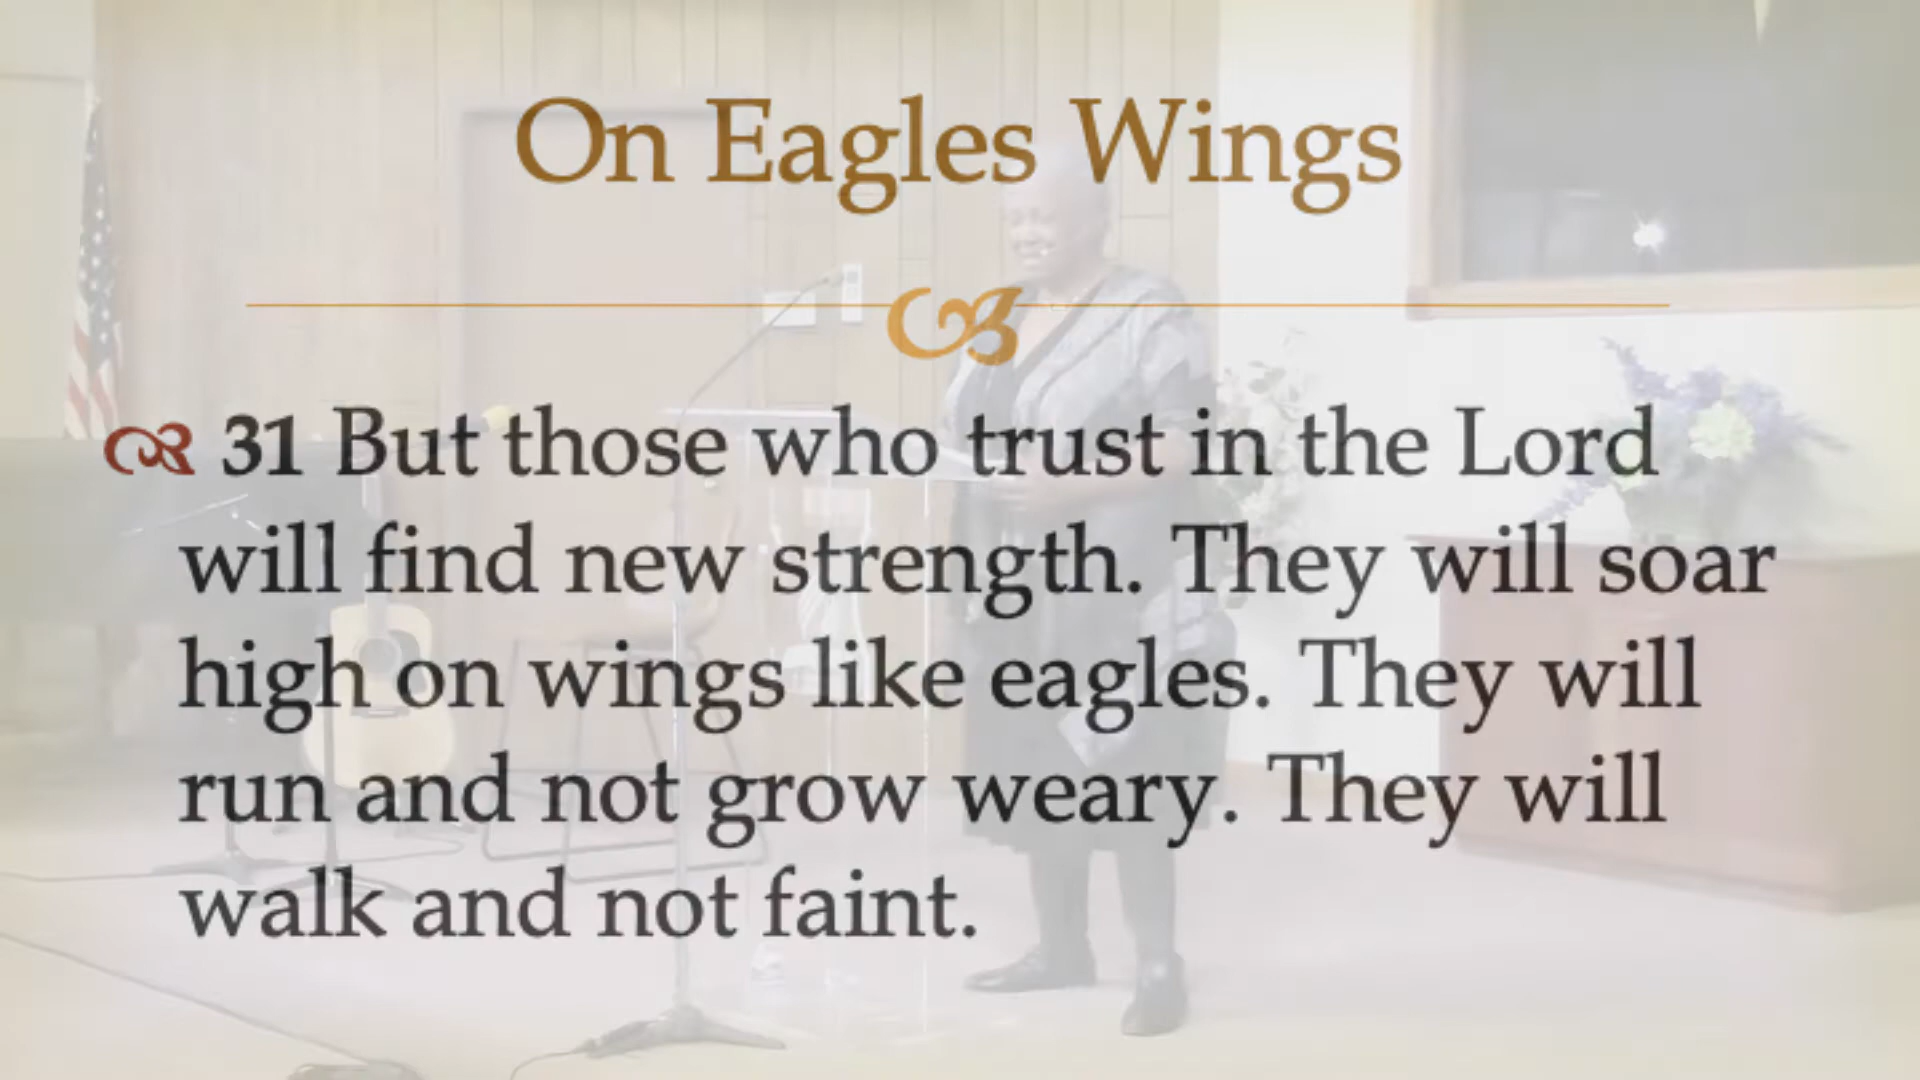 On Eagles Wings
31 But those who trust in the Lord
will find new strength. They will soar
high on wings like eagles. They will
run and not grow weary. They will
walk and not faint.